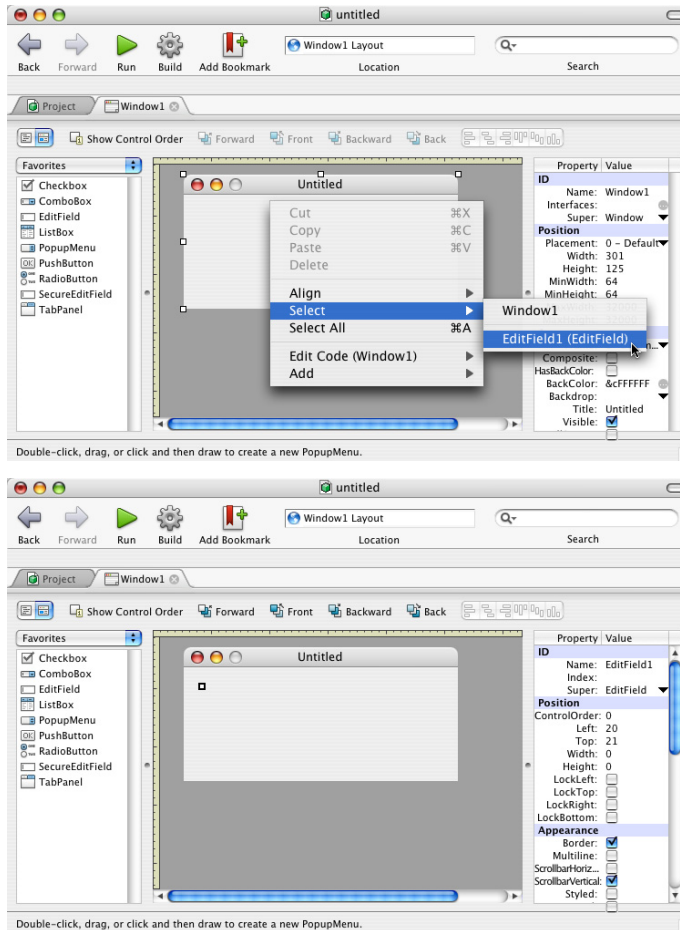 untitled
Back Forward Run Build Add Bookmark Window1 Layout Location Search
Project Window1
Show Control Order Forward Front Backward Back
Favorites
Checkbox
ComboBox
EditField
ListBox
PopupMenu
OK PushButton
RadioButton
SecureEditField
TabPanel
Untitled
Cut ⌘X
Copy ⌘C
Paste ⌘V
Delete
Align
Select
Select All ⌘A
Edit Code (Window1)
Add
Window1
EditField1 (EditField)
Property Value
ID
Name: Window1
Interfaces:
Super: Window
Position
Placement: 0 – Default
Width: 301
Height: 125
MinWidth: 64
MinHeight: 64
Composite:
HasBackColor:
BackColor: &cFFFFFF
Backdrop:
Title: Untitled
Visible:
Double-click, drag, or click and then draw to create a new PopupMenu.
untitled
Back Forward Run Build Add Bookmark Window1 Layout Location Search
Project Window1
Show Control Order Forward Front Backward Back
Favorites
Checkbox
ComboBox
EditField
ListBox
PopupMenu
OK PushButton
RadioButton
SecureEditField
TabPanel
Untitled
Property Value
ID
Name: EditField1
Index:
Super: EditField
Position
ControlOrder: 0
Left: 20
Top: 21
Width: 0
Height: 0
LockLeft:
LockTop:
LockRight:
LockBottom:
Appearance
Border:
Multiline:
ScrollbarHoriz...
ScrollbarVertical:
Styled:
Double-click, drag, or click and then draw to create a new PopupMenu.